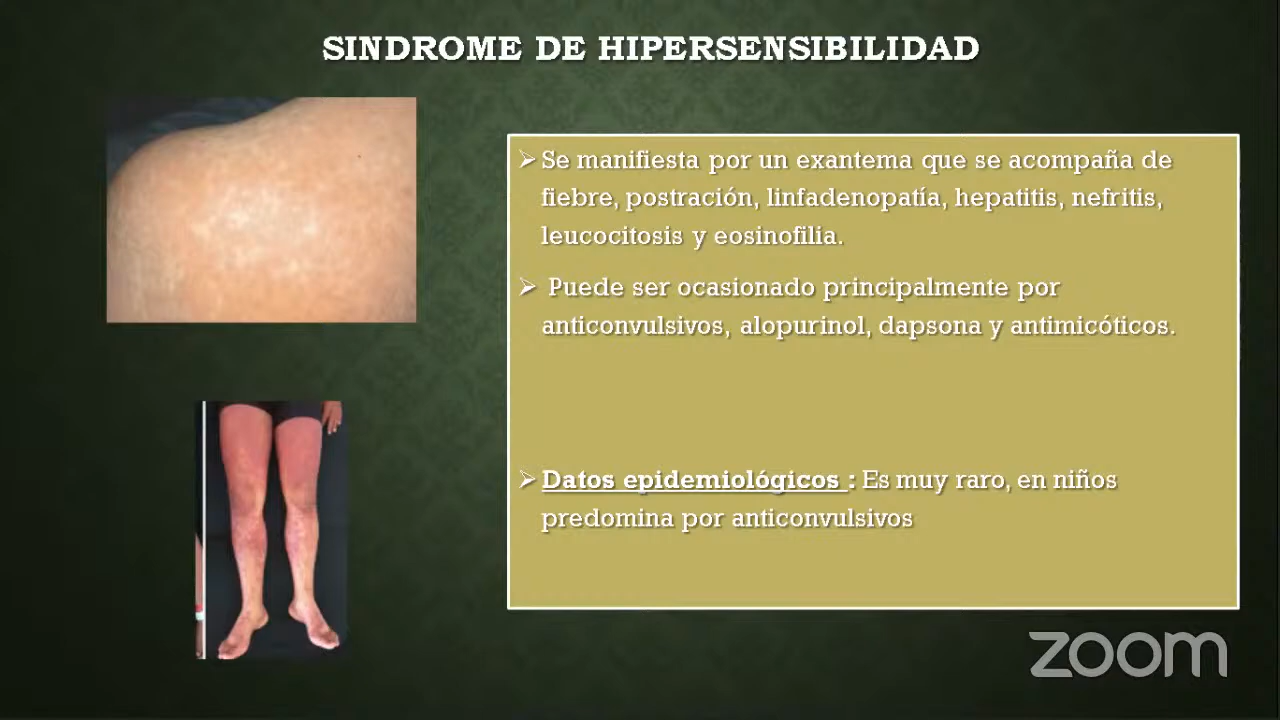 SINDROME DE HIPERSENSIBILIDAD
➢ Se manifiesta por un exantema que se acompaña de
fiebre, postración, linfadenopatía, hepatitis, nefritis,
leucocitosis y eosinofilia.
➢ Puede ser ocasionado principalmente por
anticonvulsivos, alopurinol, dapsona y antimicóticos.
➢ Datos epidemiológicos : Es muy raro, en niños
predomina por anticonvulsivos
zoom